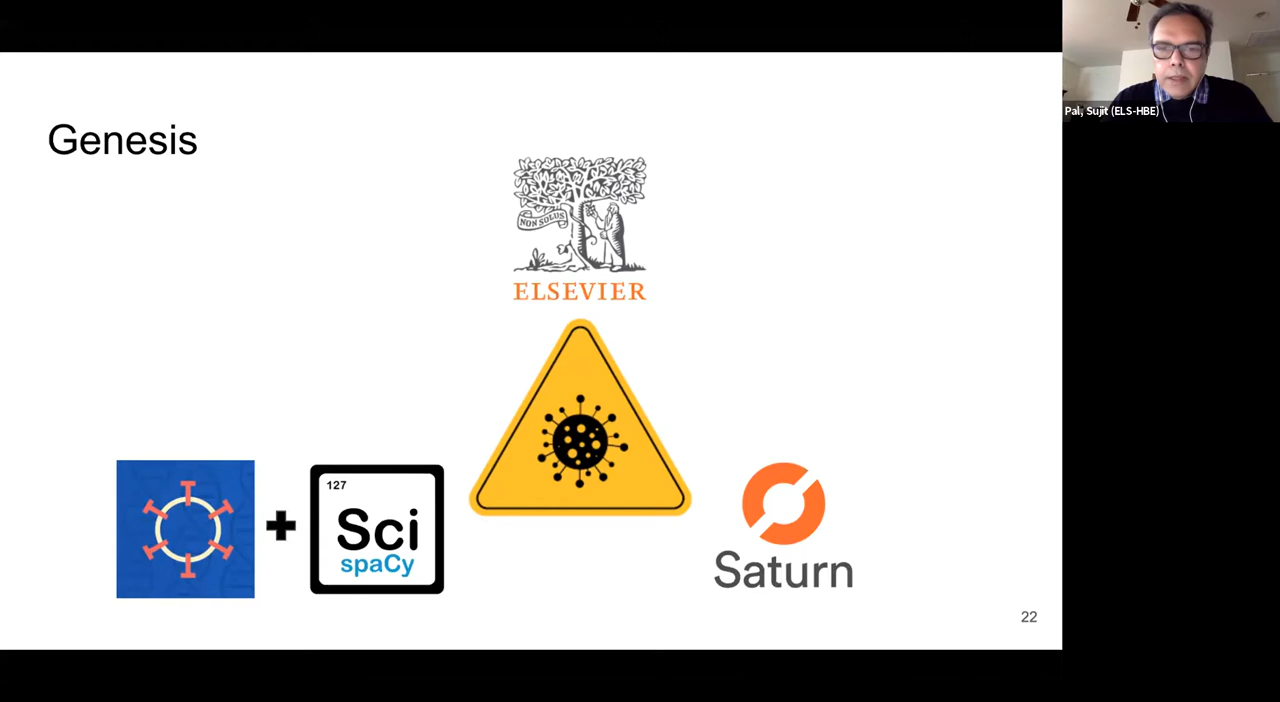 Genesis
NON SOLUS
ELSEVIER
127
Sci
spaCy
Saturn
22
Pal, Sujit (ELS-HBE)